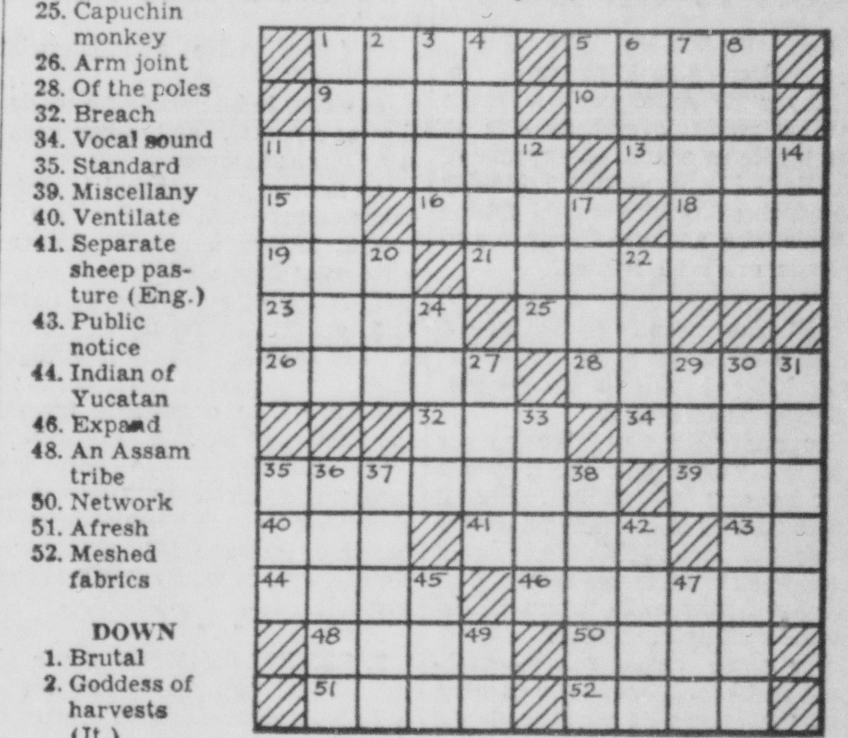 25. Capuchin
monkey
26. Arm joint
28. Of the poles
32. Breach
34. Vocal sound
35. Standard
39. Miscellany
40. Ventilate
41. Separate
sheep pas-
ture (Eng.)
43. Public
notice
44. Indian of
Yucatan
46. Expand
48. An Assam
tribe
50. Network
51. Afresh
52. Meshed
fabrics
DOWN
1. Brutal
2. Goddess of
harvests
(It.)
1 2 3 4 5 6 7 8
9 10
11 12 13 14
15 16 17 18
19 20 21 22
23 24 25
26 27 28 29 30 31
32 33 34
35 36 37 38 39
40 41 42 43
44 45 46 47
48 49 50
51 52